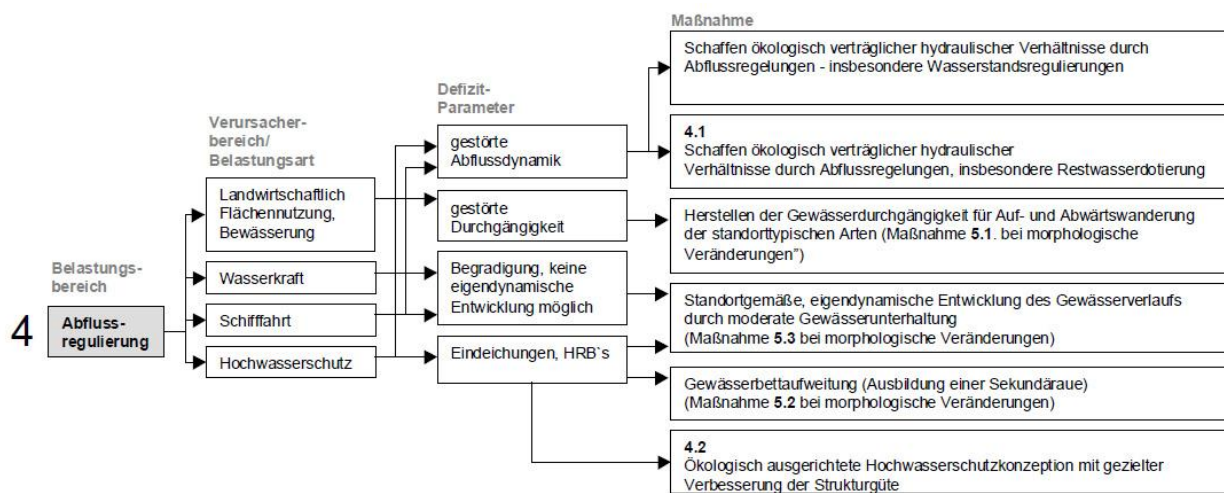 Maßnahme
Schaffen ökologisch verträglicher hydraulischer Verhältnisse durch
Abflussregelungen - insbesondere Wasserstandsregulierungen
Defizit-
Parameter
Verursacher-
bereich/
Belastungsart
gestörte
Abflussdynamik
4.1
Schaffen ökologisch verträglicher hydraulischer
Verhältnisse durch Abflussregelungen, insbesondere Restwasserdotierung
Landwirtschaftlich
Flächennutzung,
Bewässerung
gestörte
Durchgängigkeit
Herstellen der Gewässerdurchgängigkeit für Auf- und Abwärtswanderung
der standorttypischen Arten (Maßnahme 5.1. bei morphologische
Veränderungen”)
Belastungs-
bereich
Wasserkraft
Begradigung, keine
eigendynamische
Entwicklung möglich
4
Abfluss-
regulierung
Schifffahrt
Standortgemäße, eigendynamische Entwicklung des Gewässerverlaufs
durch moderate Gewässerunterhaltung
(Maßnahme 5.3 bei morphologische Veränderungen)
Hochwasserschutz
Eindeichungen, HRB`s
Gewässerbettaufweitung (Ausbildung einer Sekundäraue)
(Maßnahme 5.2 bei morphologische Veränderungen)
4.2
Ökologisch ausgerichtete Hochwasserschutzkonzeption mit gezielter
Verbesserung der Strukturgüte